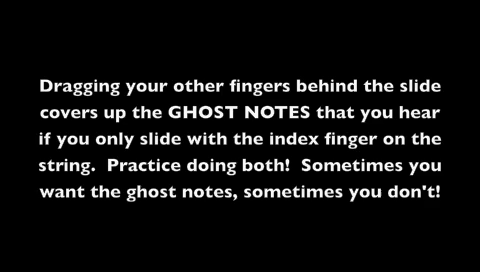 Dragging your other fingers behind the slide
covers up the GHOST NOTES that you hear
if you only slide with the index finger on the
string.  Practice doing both!  Sometimes you
want the ghost notes, sometimes you don't!